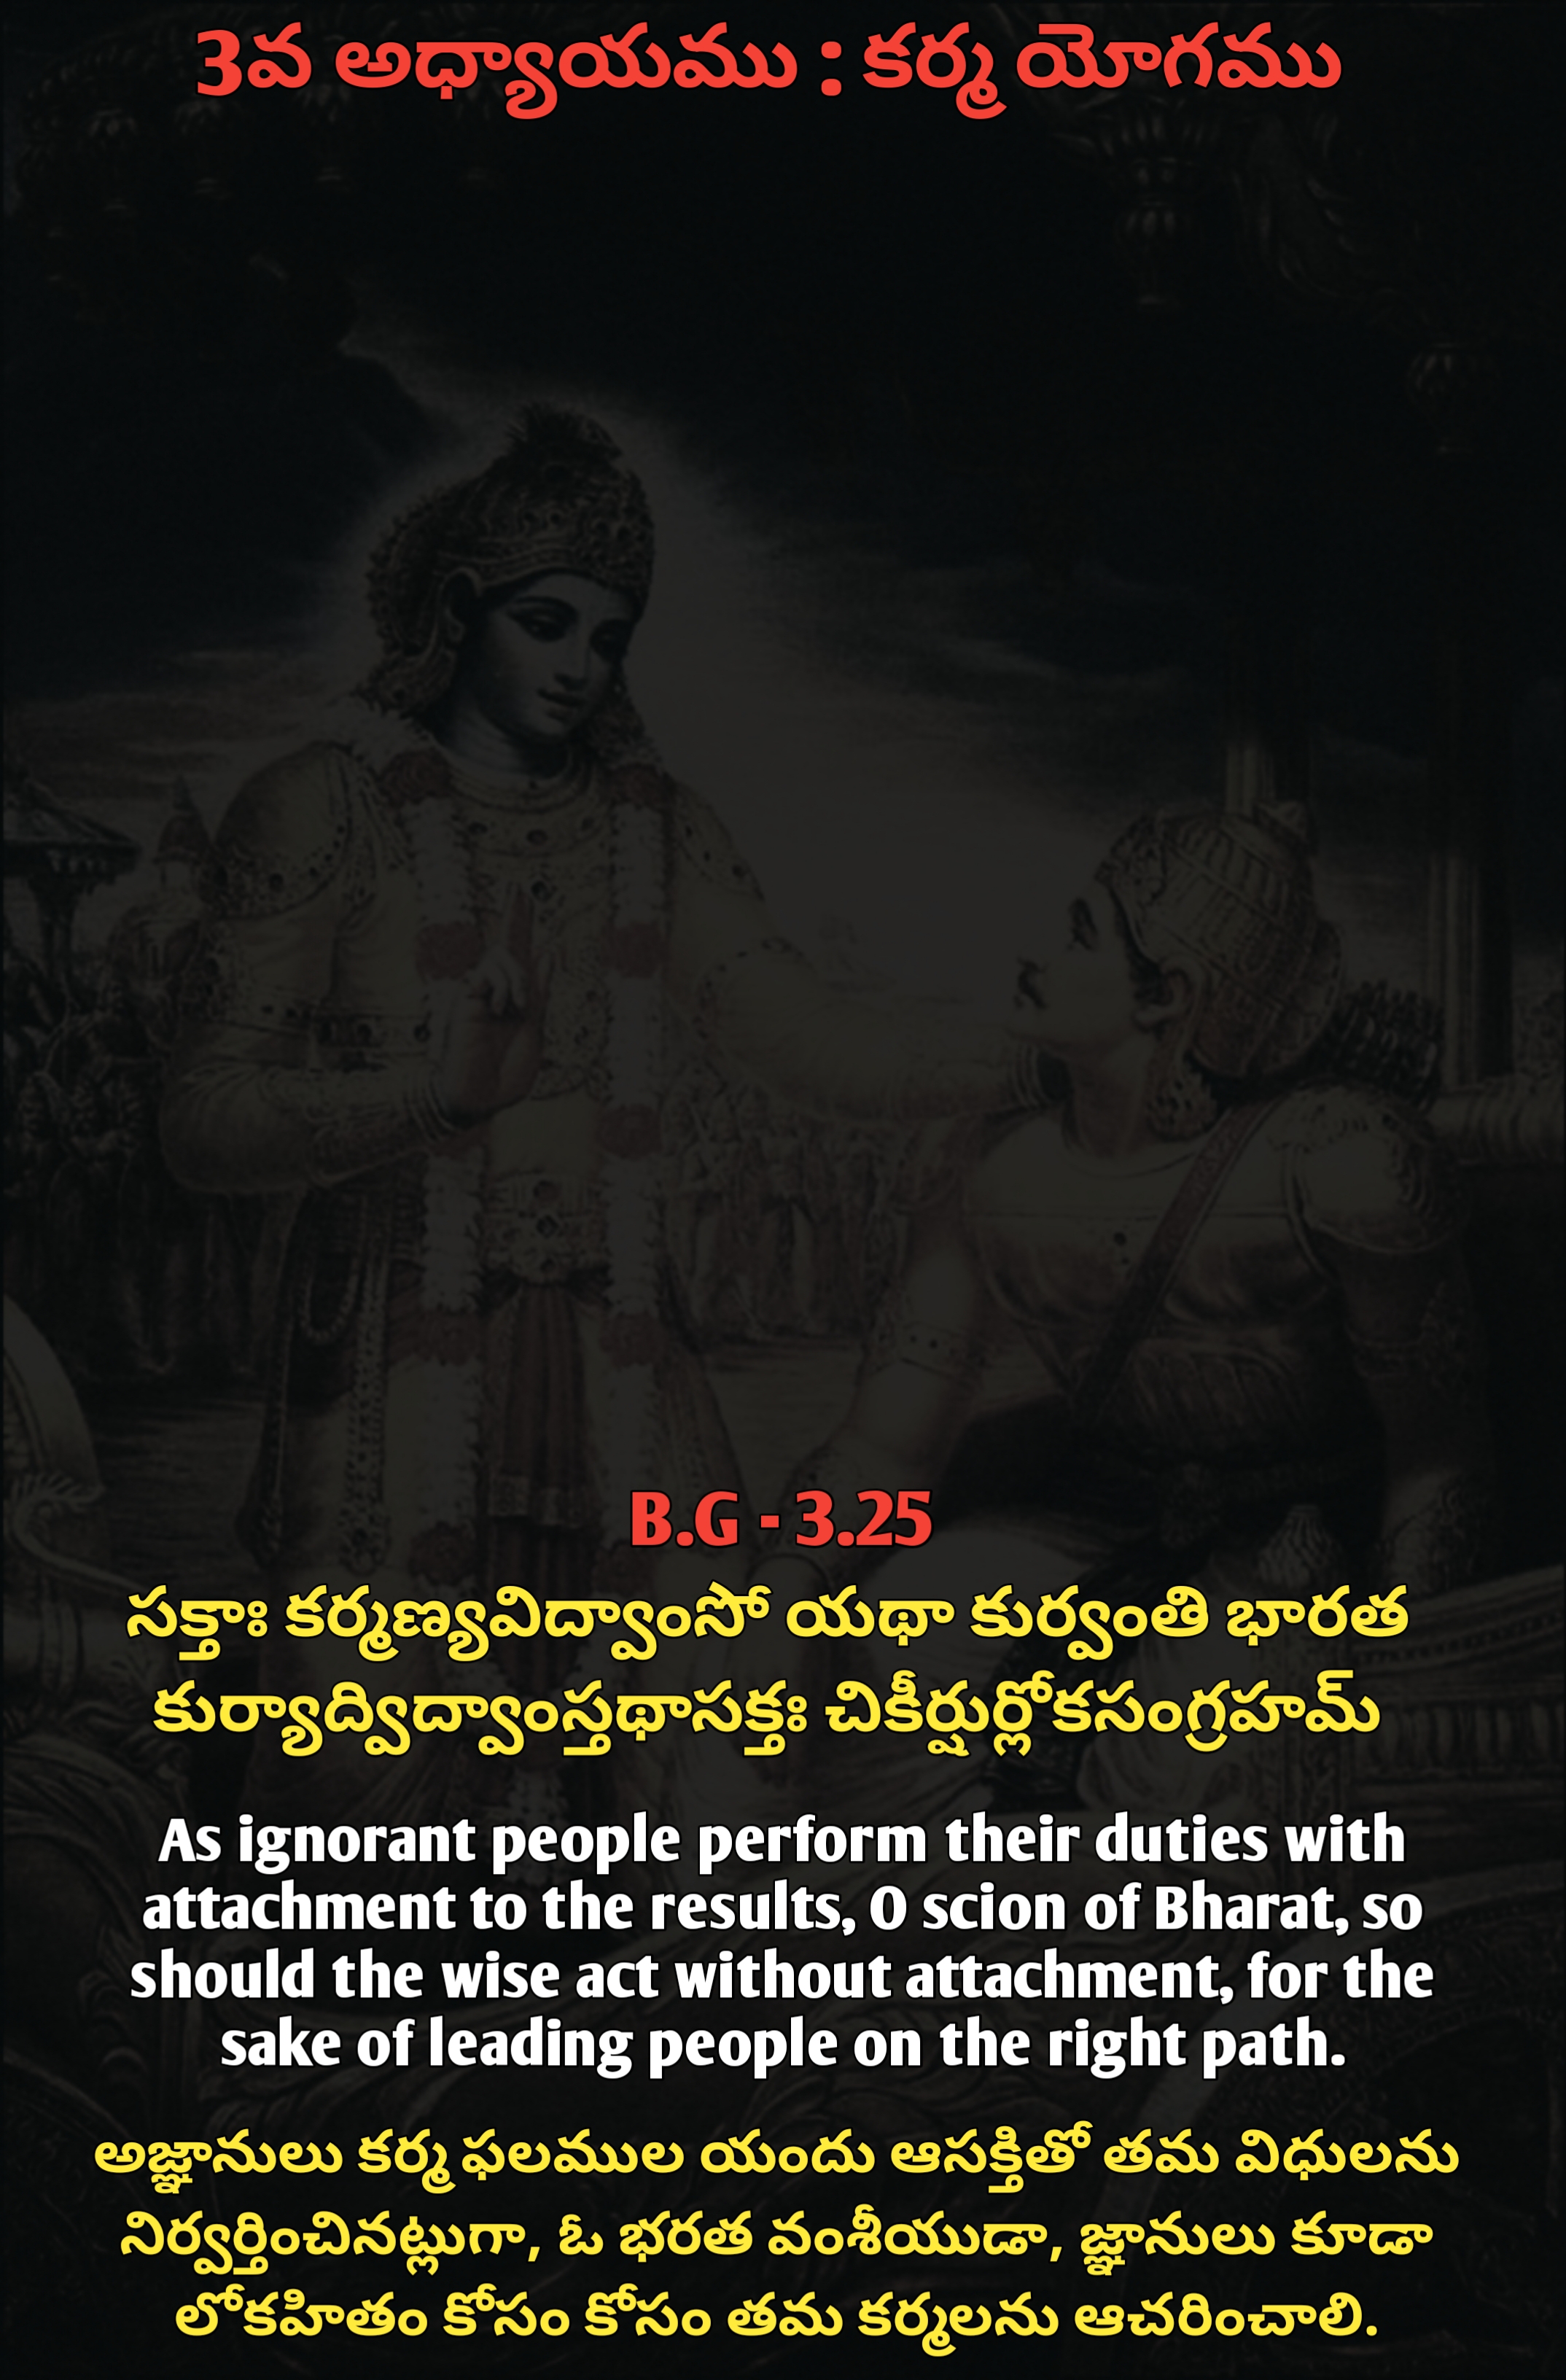 3వ అధ్యాయము : కర్మ యోగము
B.G - 3.25
సక్తాః కర్మణ్యవిద్వాంసో యథా కుర్వంతి భారత
కుర్యాద్విద్వాంస్తథాసక్తః చికీర్షుర్లోకసంగ్రహమ్
As ignorant people perform their duties with
attachment to the results, O scion of Bharat, so
should the wise act without attachment, for the
sake of leading people on the right path.
అజ్ఞానులు కర్మ ఫలముల యందు ఆసక్తితో తమ విధులను
నిర్వర్తించినట్లుగా, ఓ భరత వంశీయుడా, జ్ఞానులు కూడా
లోకహితం కోసం కోసం తమ కర్మలను ఆచరించాలి.